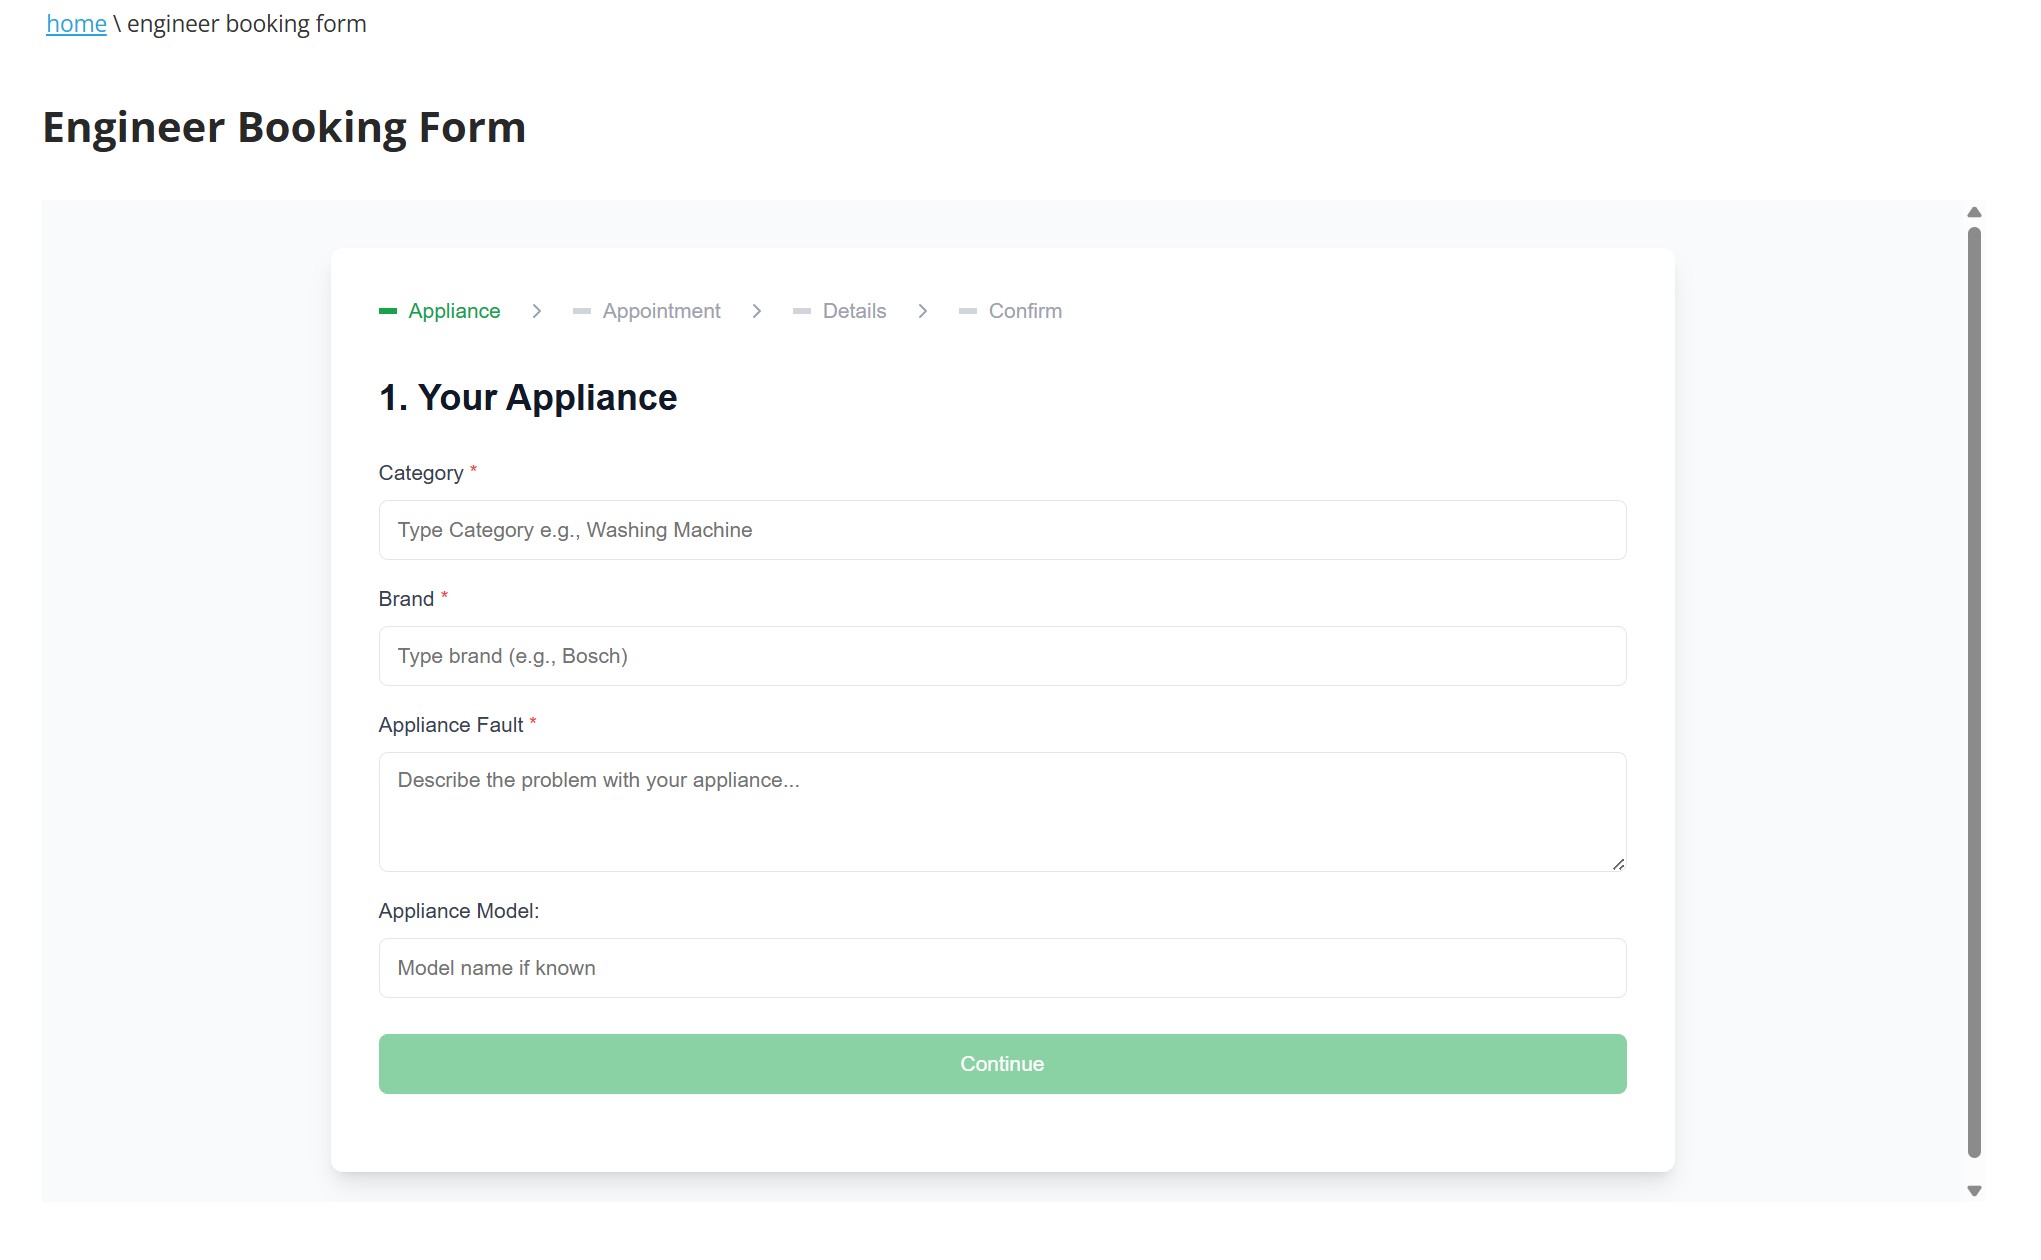 home \ engineer booking form
Engineer Booking Form
Appliance > Appointment > Details > Confirm
1. Your Appliance
Category *
Type Category e.g., Washing Machine
Brand *
Type brand (e.g., Bosch)
Appliance Fault *
Describe the problem with your appliance...
Appliance Model:
Model name if known
Continue